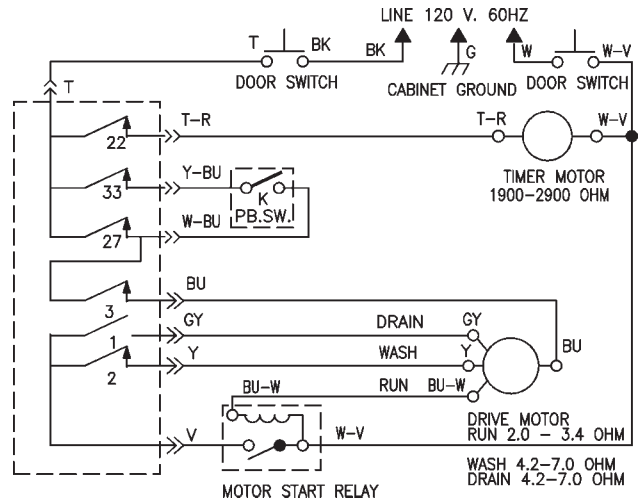 LINE 120 V. 60HZ
T
BK
BK
G
W
W-V
DOOR SWITCH
CABINET GROUND
DOOR SWITCH
T
T-R
T-R
W-V
22
TIMER MOTOR
1900-2900 OHM
Y-BU
33
K
PB.SW.
W-BU
27
BU
3
GY
DRAIN
GY
1
Y
WASH
Y
BU
2
BU-W
RUN
BU-W
DRIVE MOTOR
RUN 2.0 - 3.4 OHM
V
W-V
WASH 4.2-7.0 OHM
DRAIN 4.2-7.0 OHM
MOTOR START RELAY